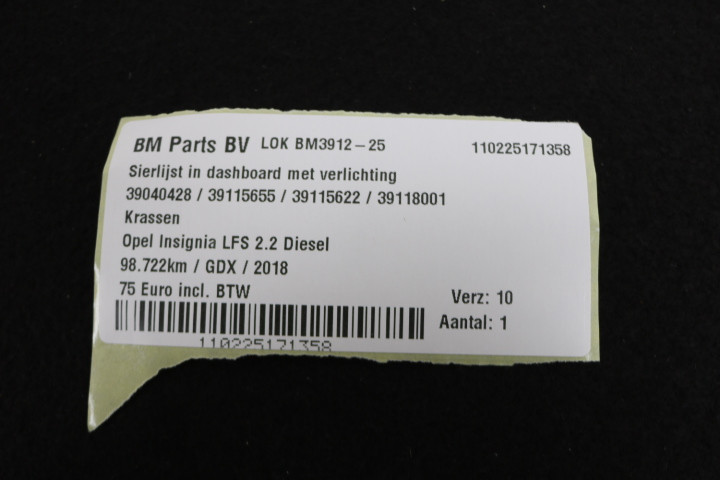 BM Parts BV LOK BM3912-25 110225171358
Sierlijst in dashboard met verlichting
39040428 / 39115655 / 39115622 / 39118001
Krassen
Opel Insignia LFS 2.2 Diesel
98.722km / GDX / 2018
75 Euro incl. BTW Verz: 10
Aantal: 1
110225171358